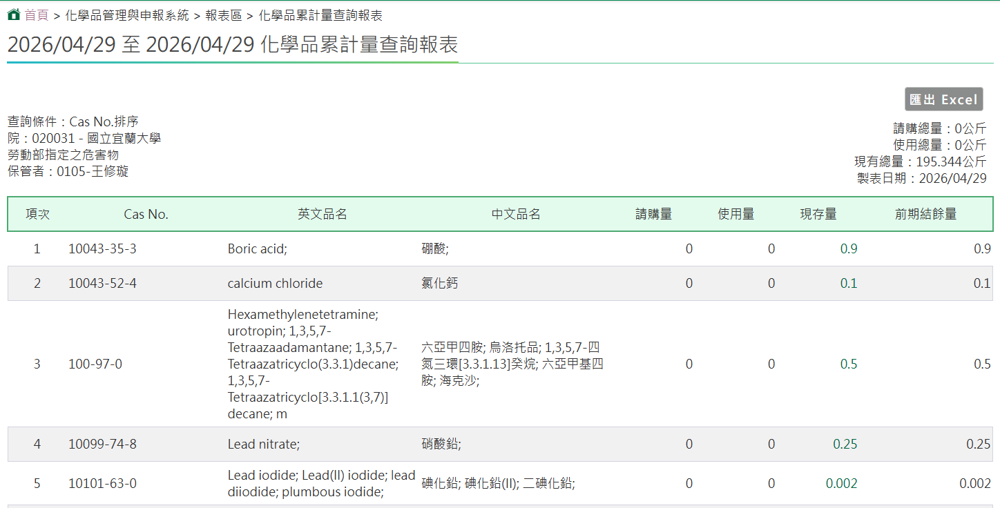 首頁 > 化學品管理與申報系統 > 報表區 > 化學品累計量查詢報表
2026/04/29 至 2026/04/29 化學品累計量查詢報表
匯出 Excel
查詢條件：Cas No.排序
院：020031 - 國立宜蘭大學
勞動部指定之危害物
保管者：0105-王修璇
請購總量：0公斤
使用總量：0公斤
現有總量：195.344公斤
製表日期：2026/04/29
項次 Cas No. 英文品名 中文品名 請購量 使用量 現存量 前期結餘量
1 10043-35-3 Boric acid; 硼酸; 0 0 0.9 0.9
2 10043-52-4 calcium chloride 氯化鈣 0 0 0.1 0.1
3 100-97-0
Hexamethylenetetramine;
urotropin; 1,3,5,7-
Tetraazaadamantane; 1,3,5,7-
Tetraazatricyclo(3.3.1)decane;
1,3,5,7-
Tetraazatricyclo[3.3.1.1(3,7)]
decane; m
六亞甲四胺; 烏洛托品; 1,3,5,7-四
氮三環[3.3.1.13]癸烷; 六亞甲基四
胺; 海克沙;
0 0 0.5 0.5
4 10099-74-8 Lead nitrate; 硝酸鉛; 0 0 0.25 0.25
5 10101-63-0
Lead iodide; Lead(II) iodide; lead
diiodide; plumbous iodide;
碘化鉛; 碘化鉛(II); 二碘化鉛;
0 0 0.002 0.002